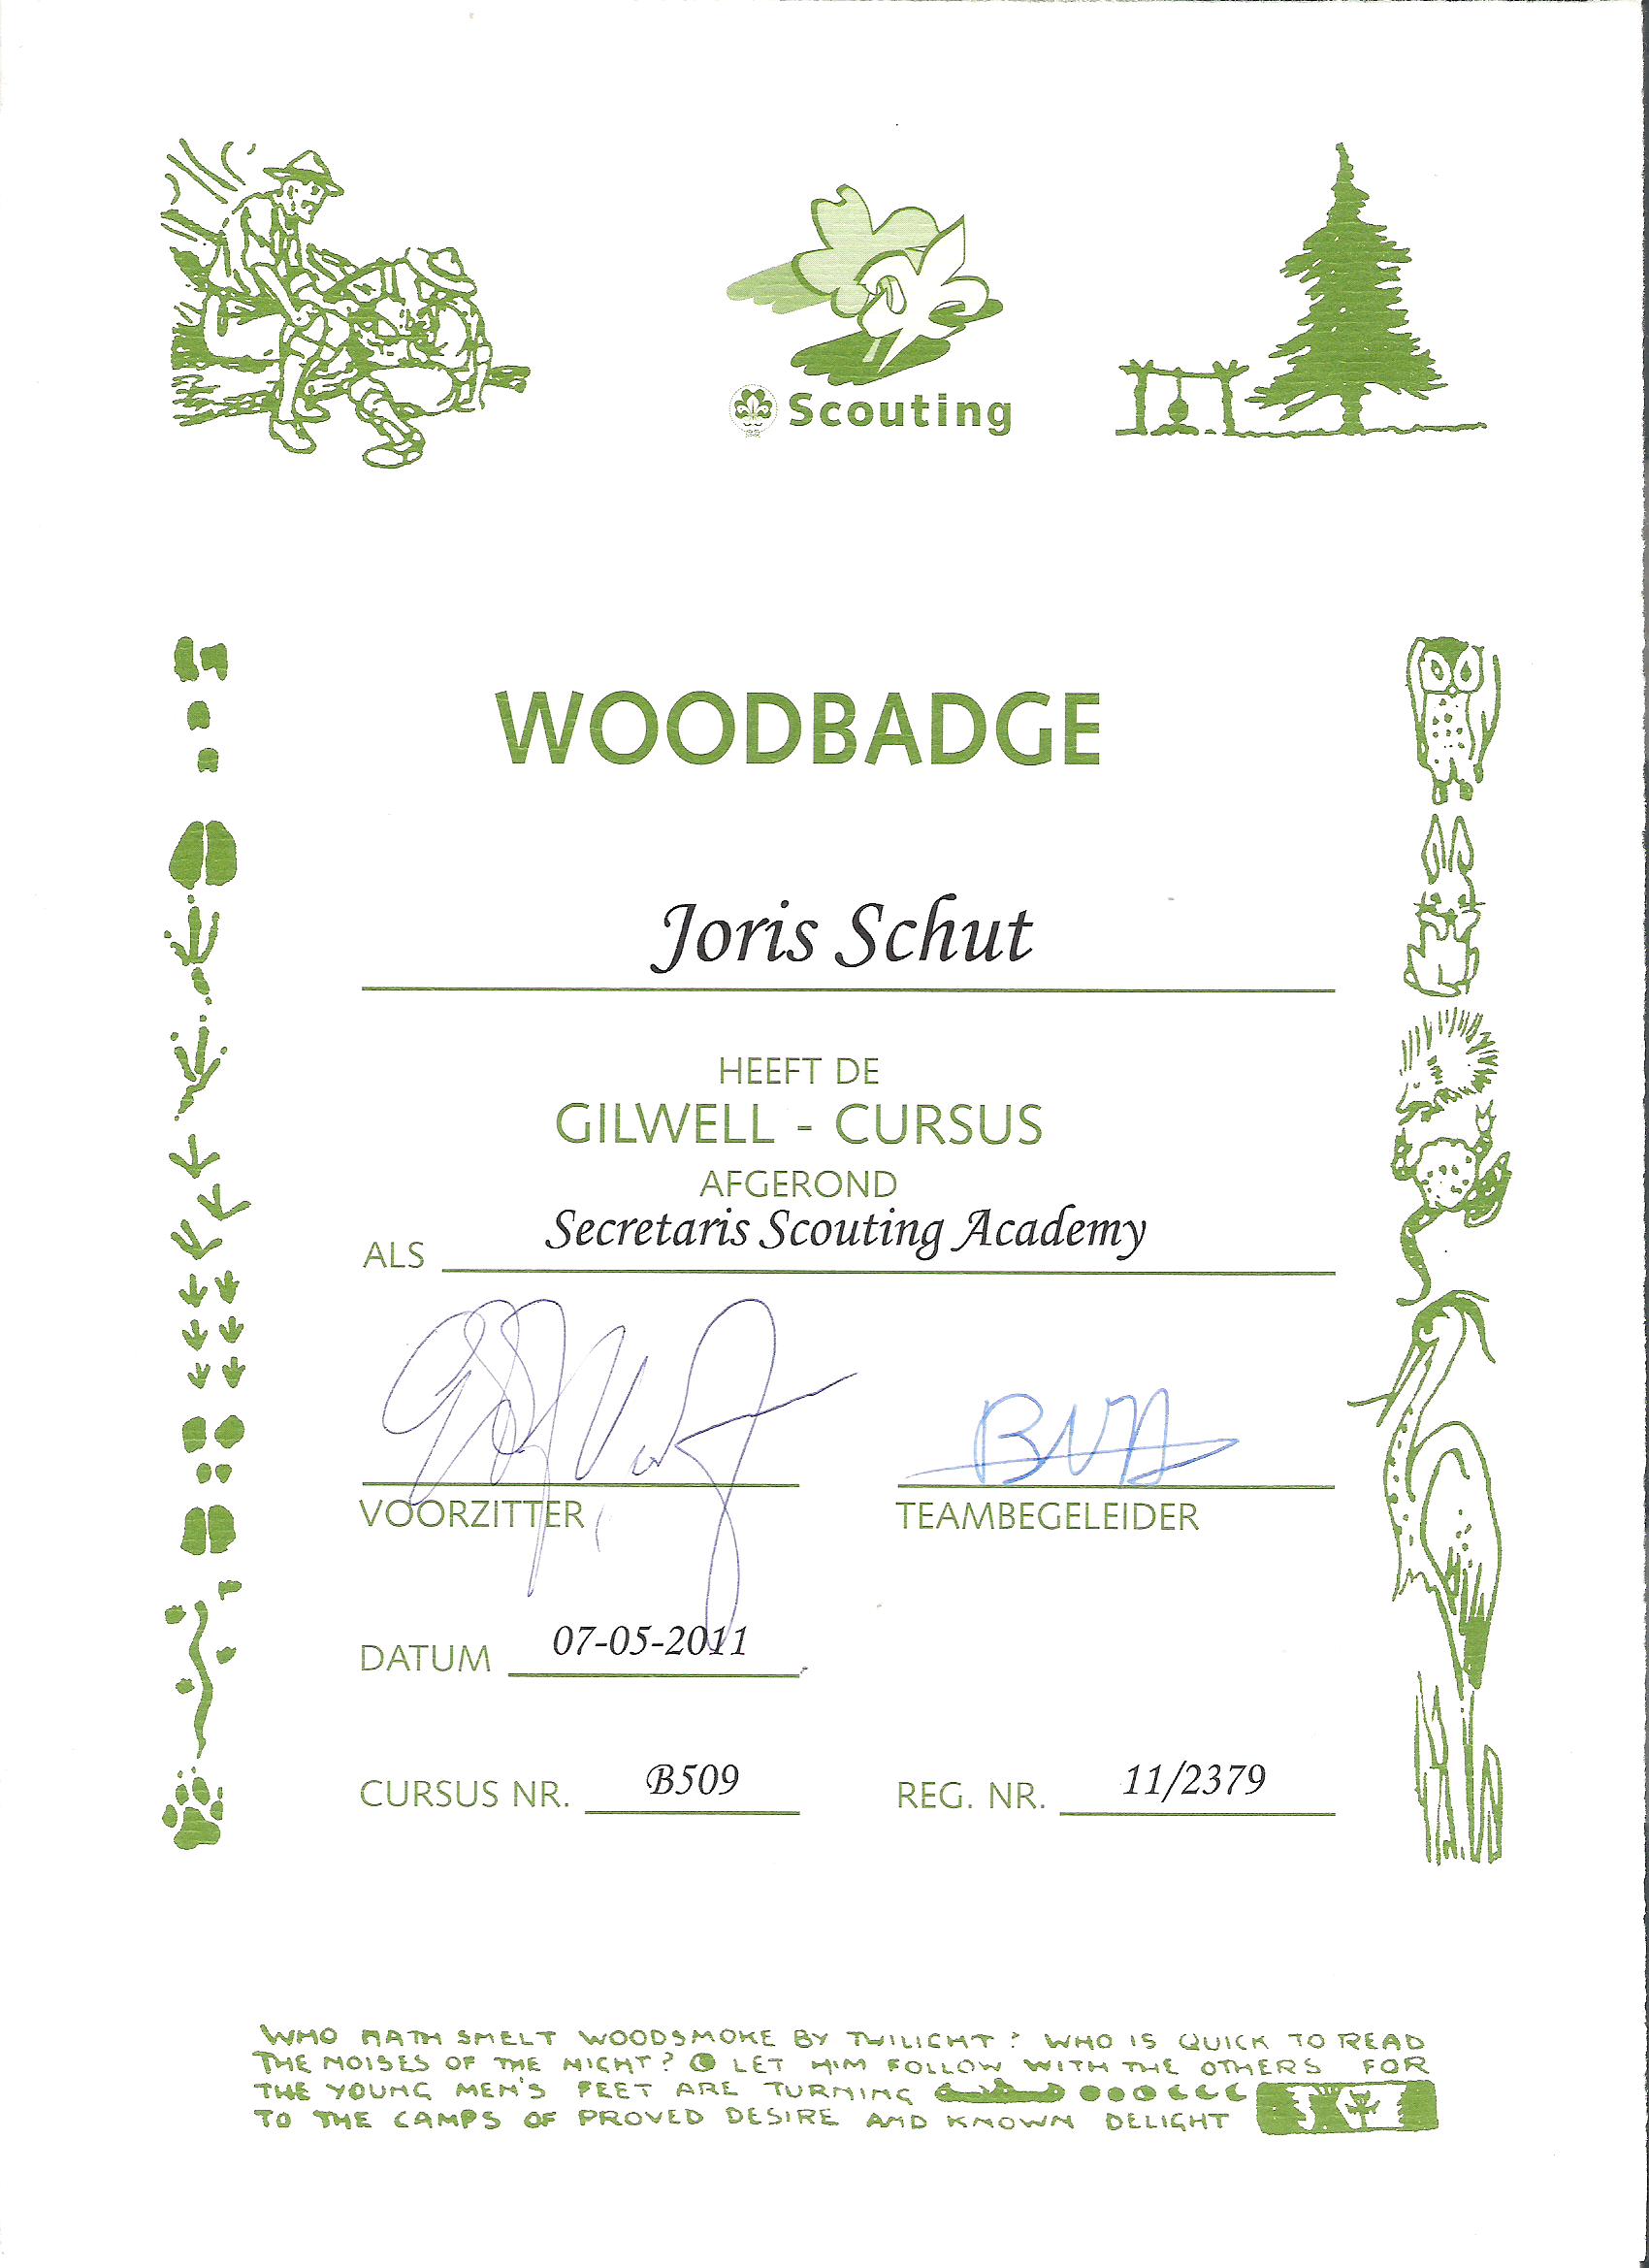 Scouting
WOODBADGE
Joris Schut
HEEFT DE
GILWELL - CURSUS
AFGEROND
ALS Secretaris Scouting Academy
VOORZITTER TEAMBEGELEIDER
DATUM 07-05-2011
CURSUS NR. B509 REG. NR. 11/2379
WHO HATH SMELT WOODSMOKE BY TWILIGHT? WHO IS QUICK TO READ
THE NOISES OF THE NIGHT? LET HIM FOLLOW WITH THE OTHERS FOR
THE YOUNG MEN'S FEET ARE TURNING
TO THE CAMPS OF PROVED DESIRE AND KNOWN DELIGHT